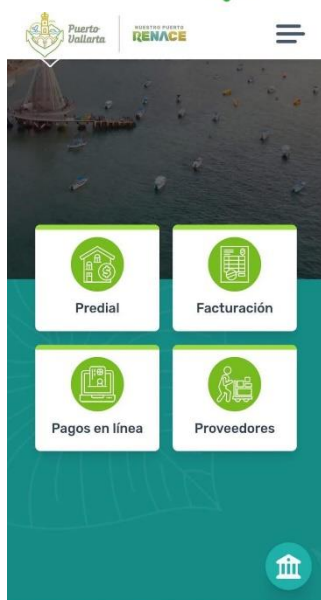 Puerto
Vallarta
NUESTRO PUERTO
RENACE
Predial
Facturación
Pagos en línea
Proveedores